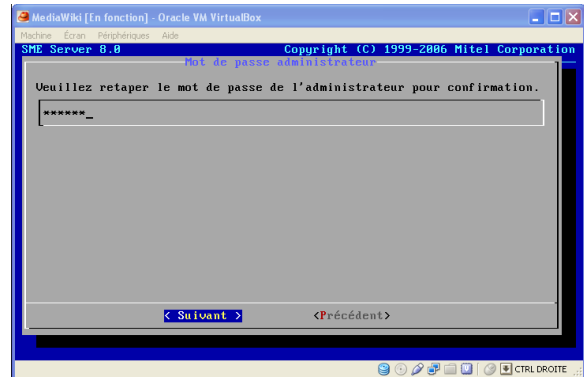 MediaWiki [En fonction] - Oracle VM VirtualBox
Machine Écran Périphériques Aide
SME Server 8.0 Copyright (C) 1999-2006 Mitel Corporation
Mot de passe administrateur
Veuillez retaper le mot de passe de l'administrateur pour confirmation.
******_
< Suivant > <Précédent>
CTRL DROITE